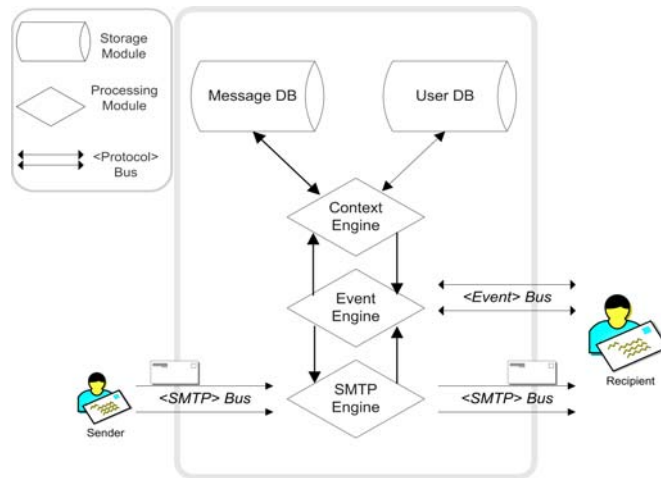 Storage
Module
Processing
Module
<Protocol>
Bus
Message DB
User DB
Context
Engine
Event
Engine
<Event> Bus
SMTP
Engine
<SMTP> Bus
<SMTP> Bus
Sender
Recipient